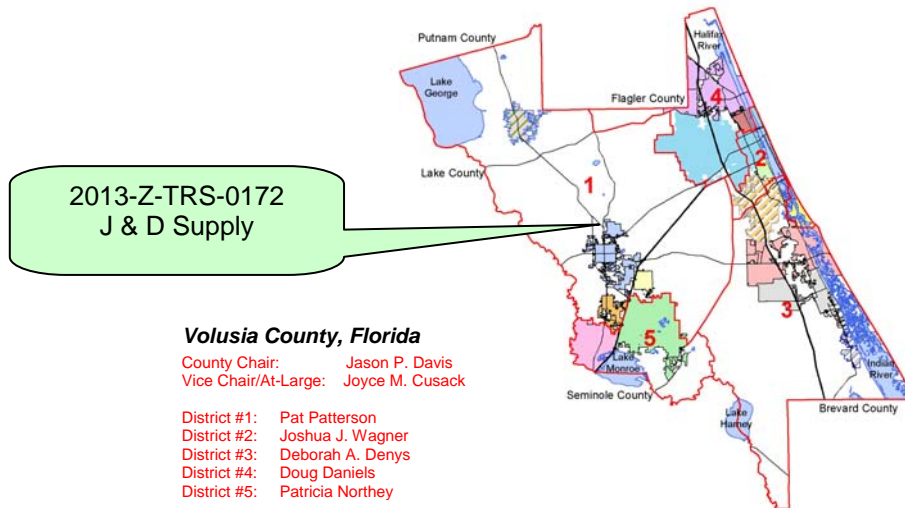 Putnam County
Halifax
River
Lake
George
4
Flagler County
2
Lake County
1
2013-Z-TRS-0172
J & D Supply
3
Volusia County, Florida
5
County Chair: Jason P. Davis
Vice Chair/At-Large: Joyce M. Cusack
Lake
Monroe
Indian
River
Seminole County
Brevard County
Lake
Harney
District #1: Pat Patterson
District #2: Joshua J. Wagner
District #3: Deborah A. Denys
District #4: Doug Daniels
District #5: Patricia Northey